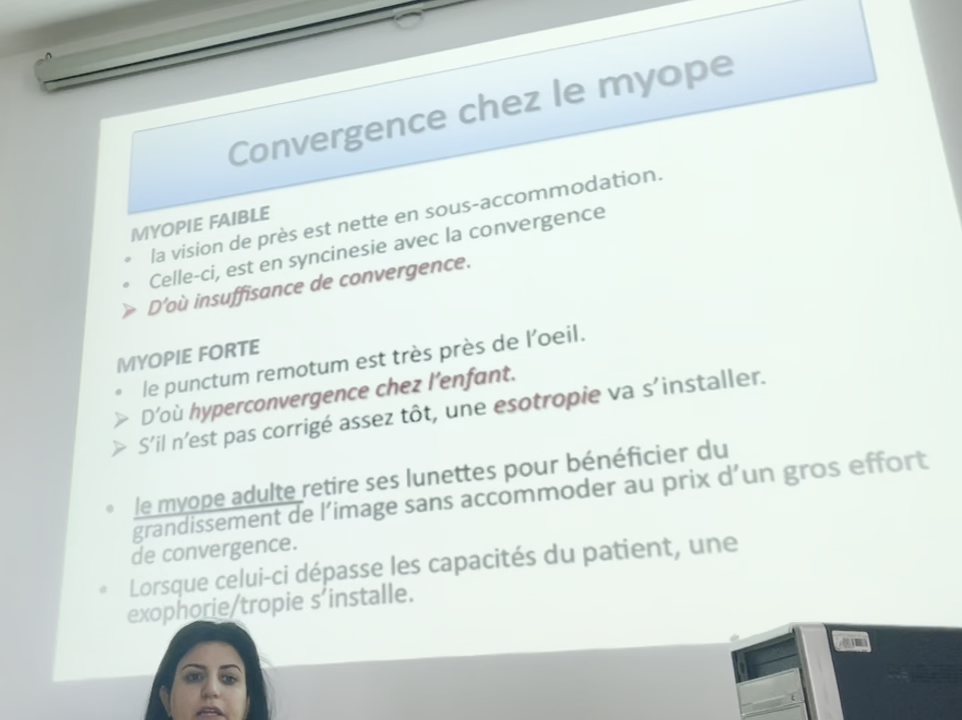 Convergence chez le myope
MYOPIE FAIBLE
• la vision de près est nette en sous-accommodation.
• Celle-ci, est en syncinesie avec la convergence
➢ D'où insuffisance de convergence.
MYOPIE FORTE
• le punctum remotum est très près de l'oeil.
➢ D'où hyperconvergence chez l'enfant.
➢ S'il n'est pas corrigé assez tôt, une esotropie va s'installer.
• le myope adulte retire ses lunettes pour bénéficier du
grandissement de l'image sans accommoder au prix d'un gros effort
de convergence.
• Lorsque celui-ci dépasse les capacités du patient, une
exophorie/tropie s'installe.